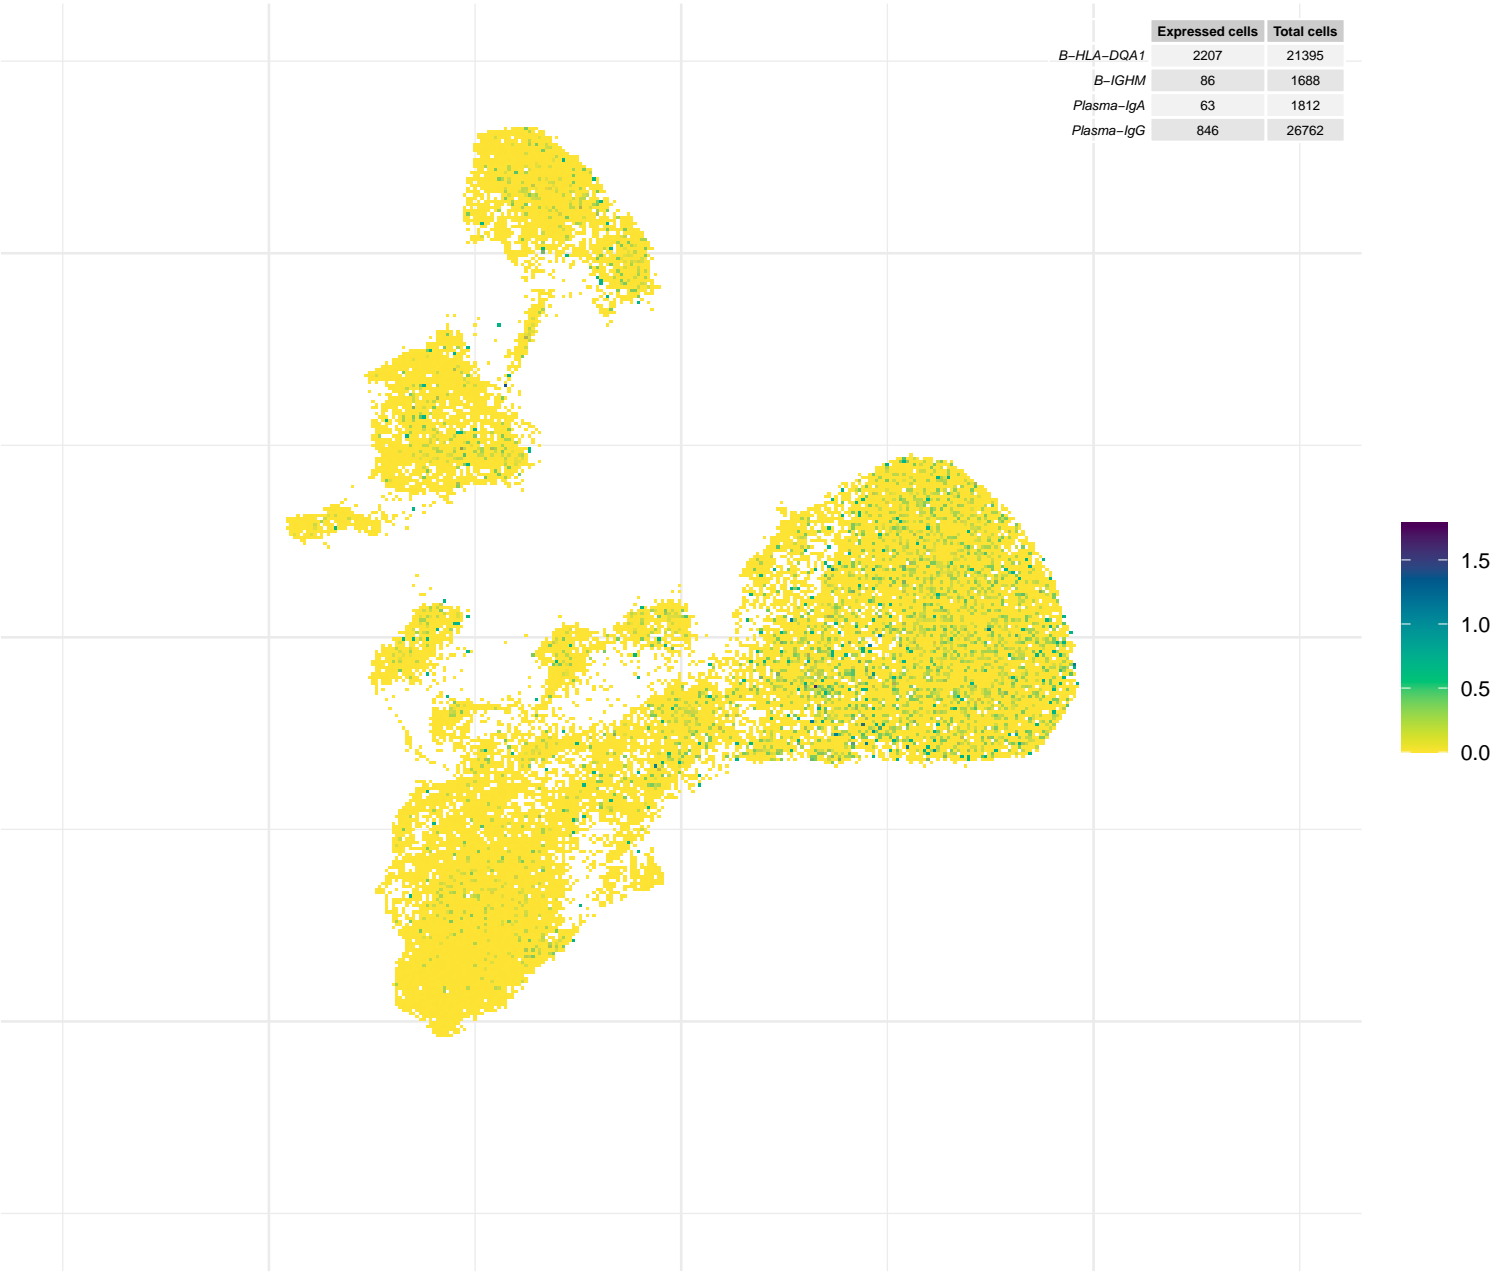 Expressed cells Total cells
B−HLA−DQA1 2207 21395
B−IGHM 86 1688
Plasma−IgA 63 1812
Plasma−IgG 846 26762
1.5
1.0
0.5
0.0